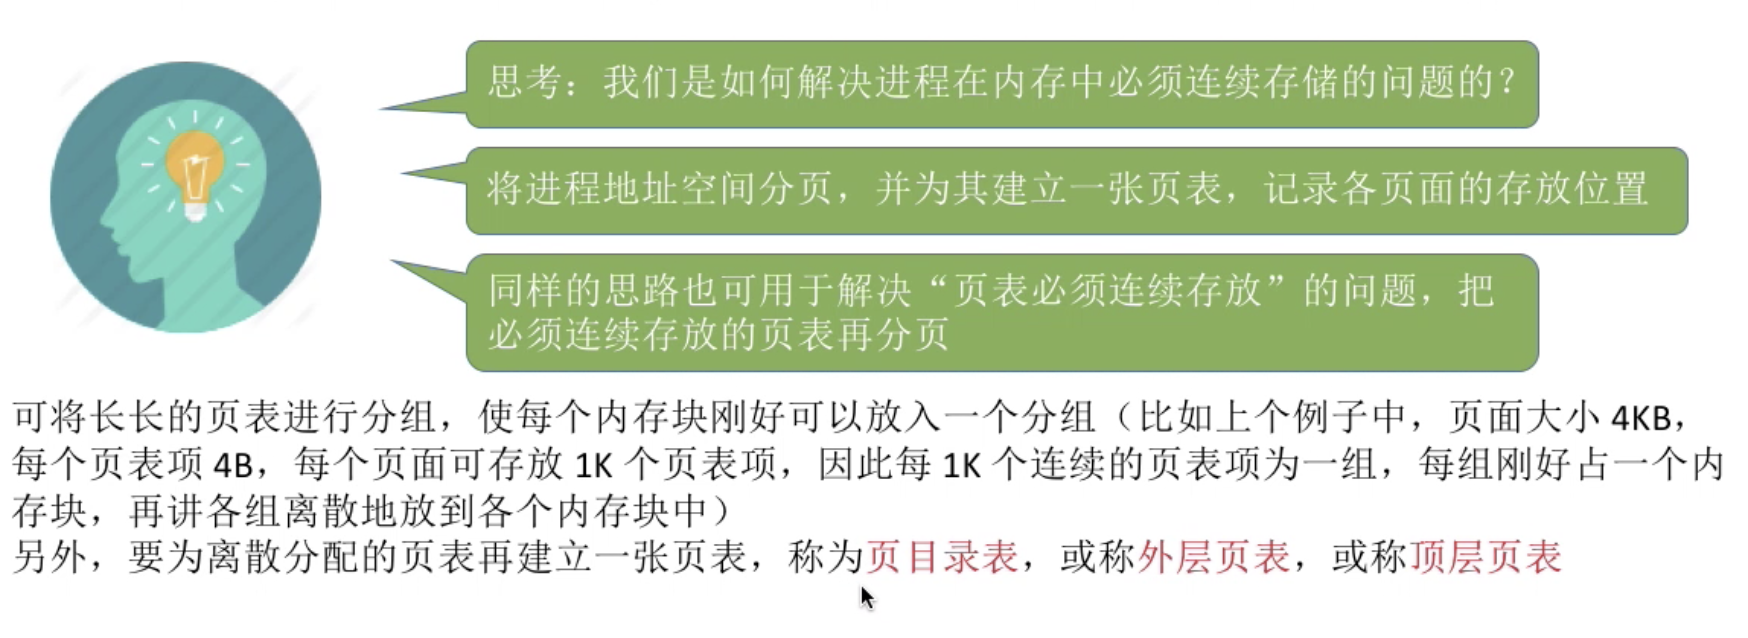 思考：我们是如何解决进程在内存中必须连续存储的问题的？
将进程地址空间分页，并为其建立一张页表，记录各页面的存放位置
同样的思路也可用于解决“页表必须连续存放”的问题，把
必须连续存放的页表再分页
可将长长的页表进行分组，使每个内存块刚好可以放入一个分组（比如上个例子中，页面大小 4KB，
每个页表项 4B，每个页面可存放 1K 个页表项，因此每 1K 个连续的页表项为一组，每组刚好占一个内
存块，再讲各组离散地放到各个内存块中）
另外，要为离散分配的页表再建立一张页表，称为页目录表，或称外层页表，或称顶层页表